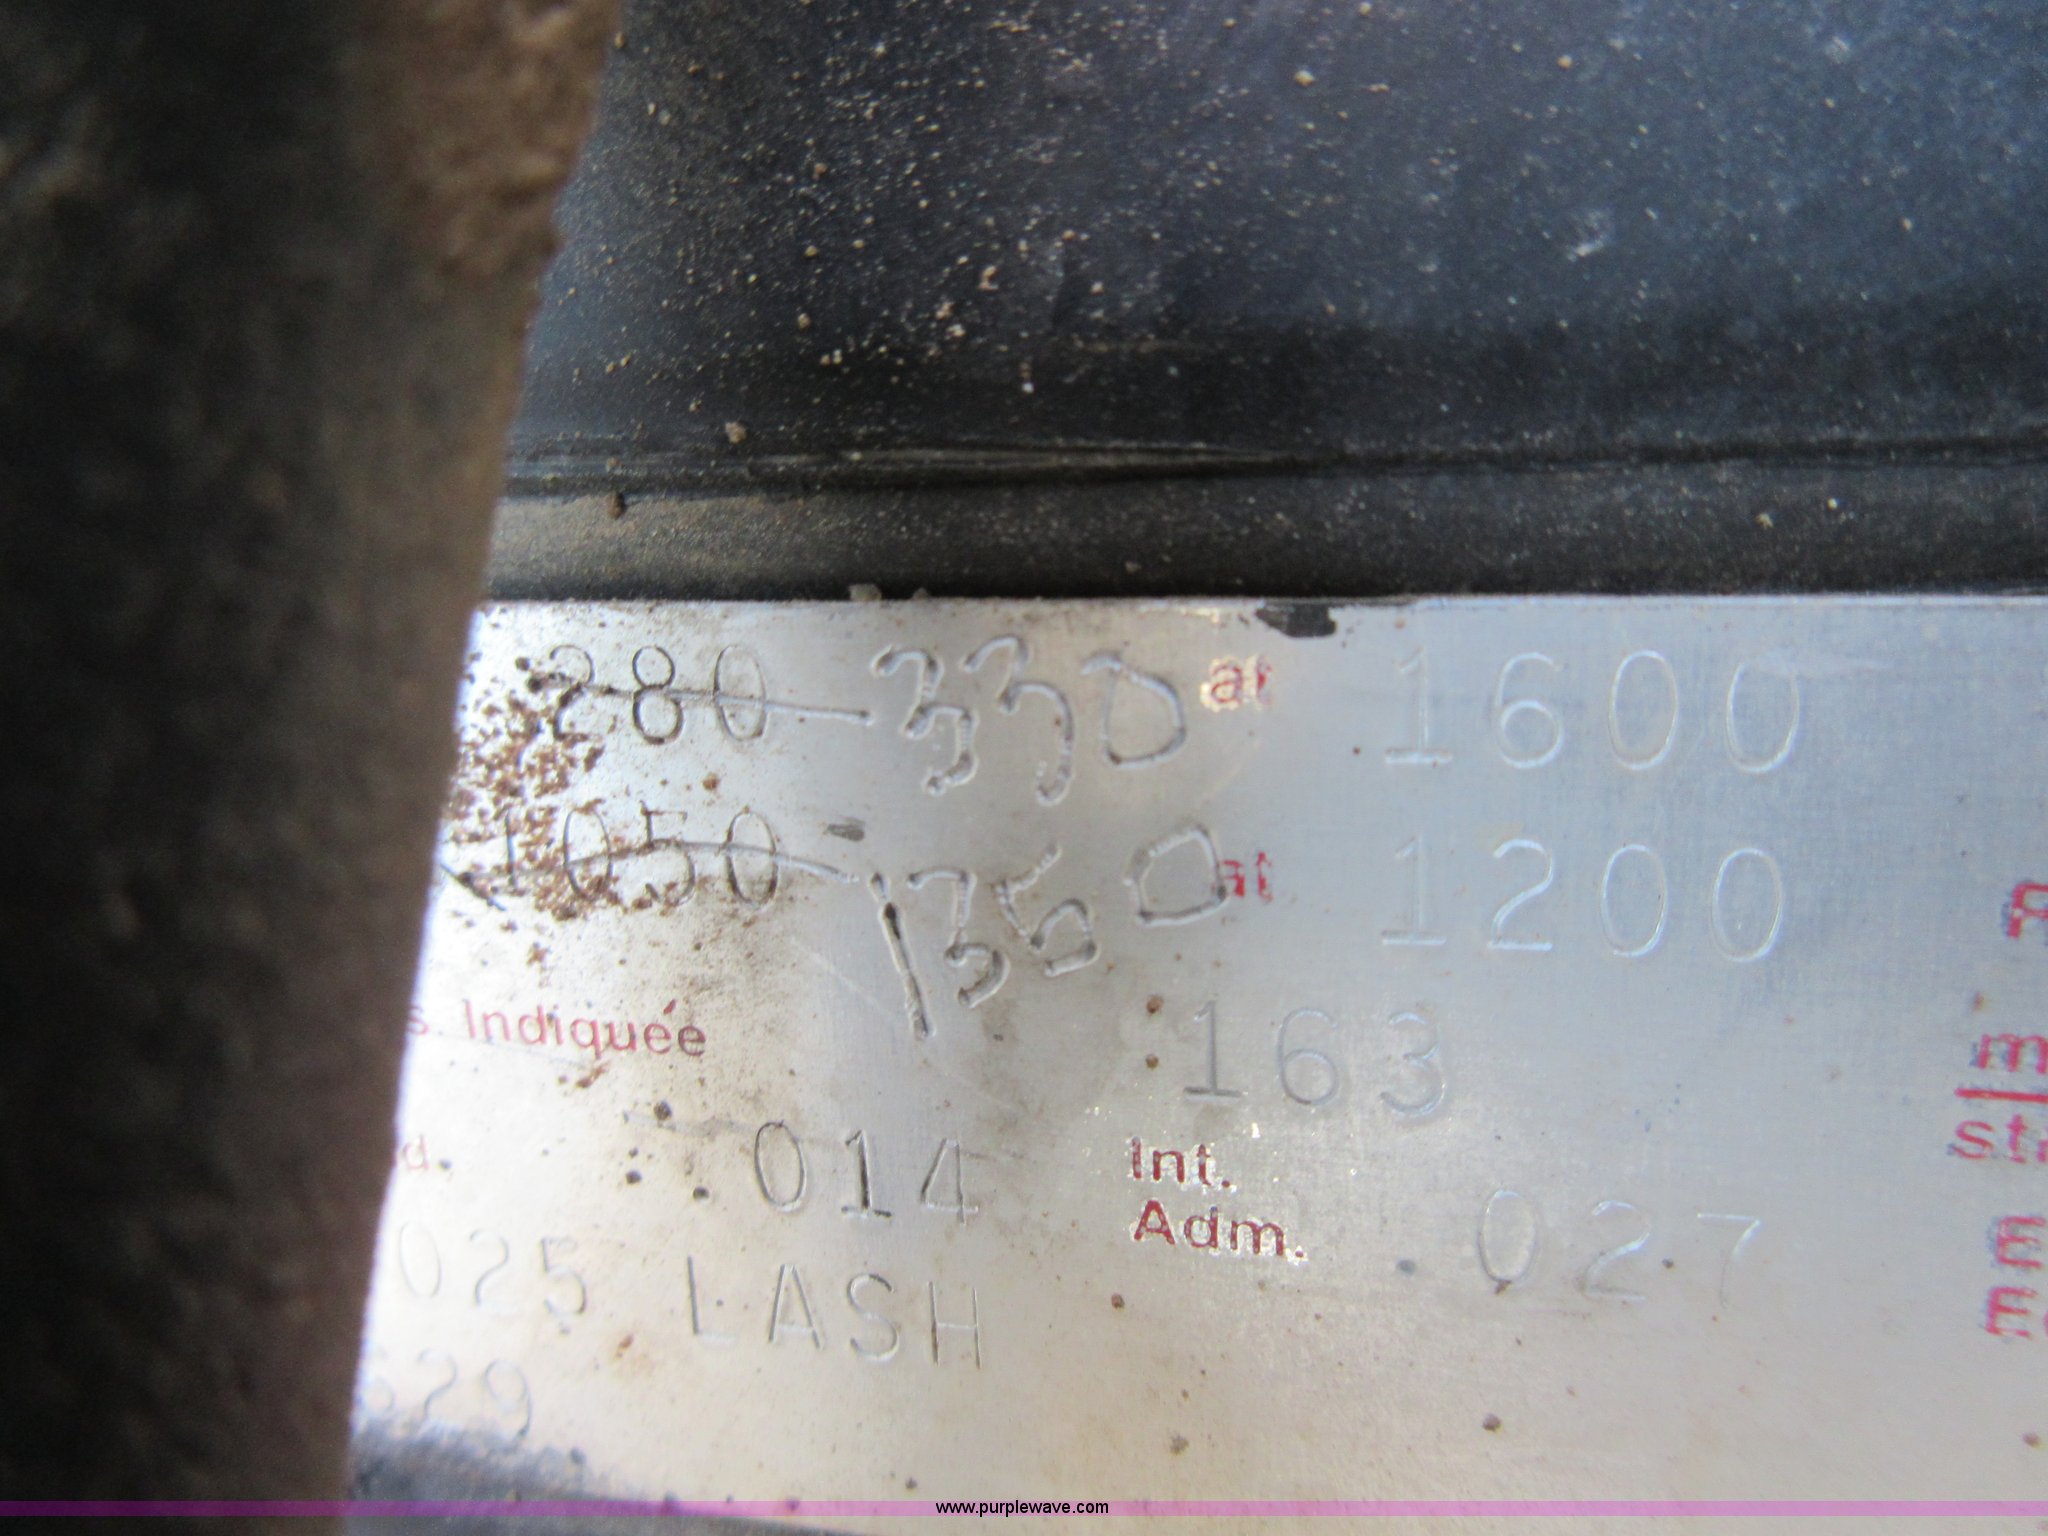 280 330 at 1600
1050 1350 at 1200
Indiquée 163
014 Int.
Adm. .027
025 LASH
629
www.purplewave.com